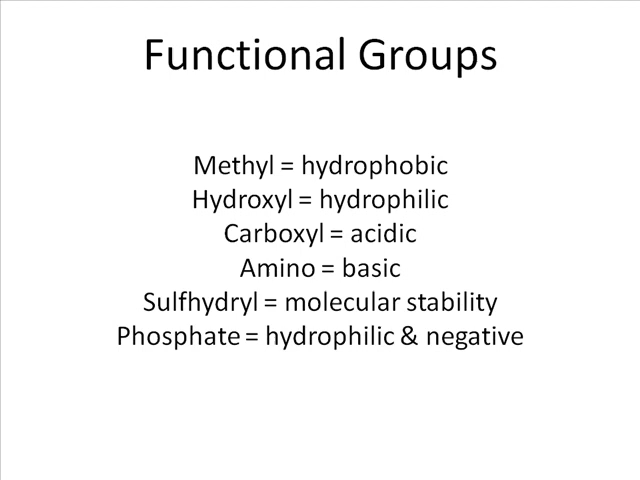 Functional Groups
Methyl = hydrophobic
Hydroxyl = hydrophilic
Carboxyl = acidic
Amino = basic
Sulfhydryl = molecular stability
Phosphate = hydrophilic & negative